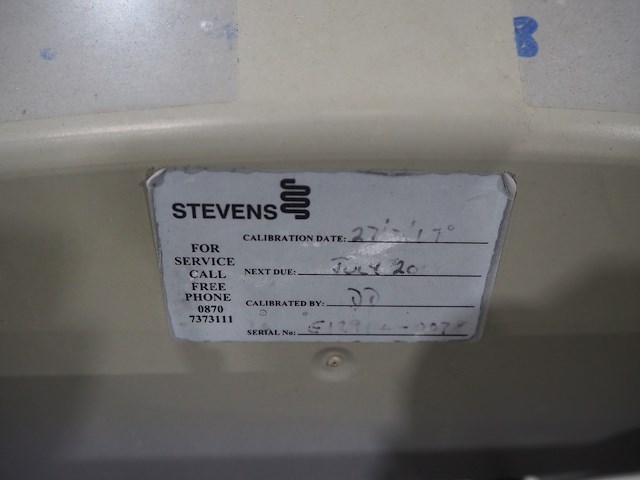 B
STEVENS
FOR
SERVICE
CALL
FREE
PHONE
0870
7373111
CALIBRATION DATE:
NEXT DUE: JULY 20
CALIBRATED BY:
SERIAL No: